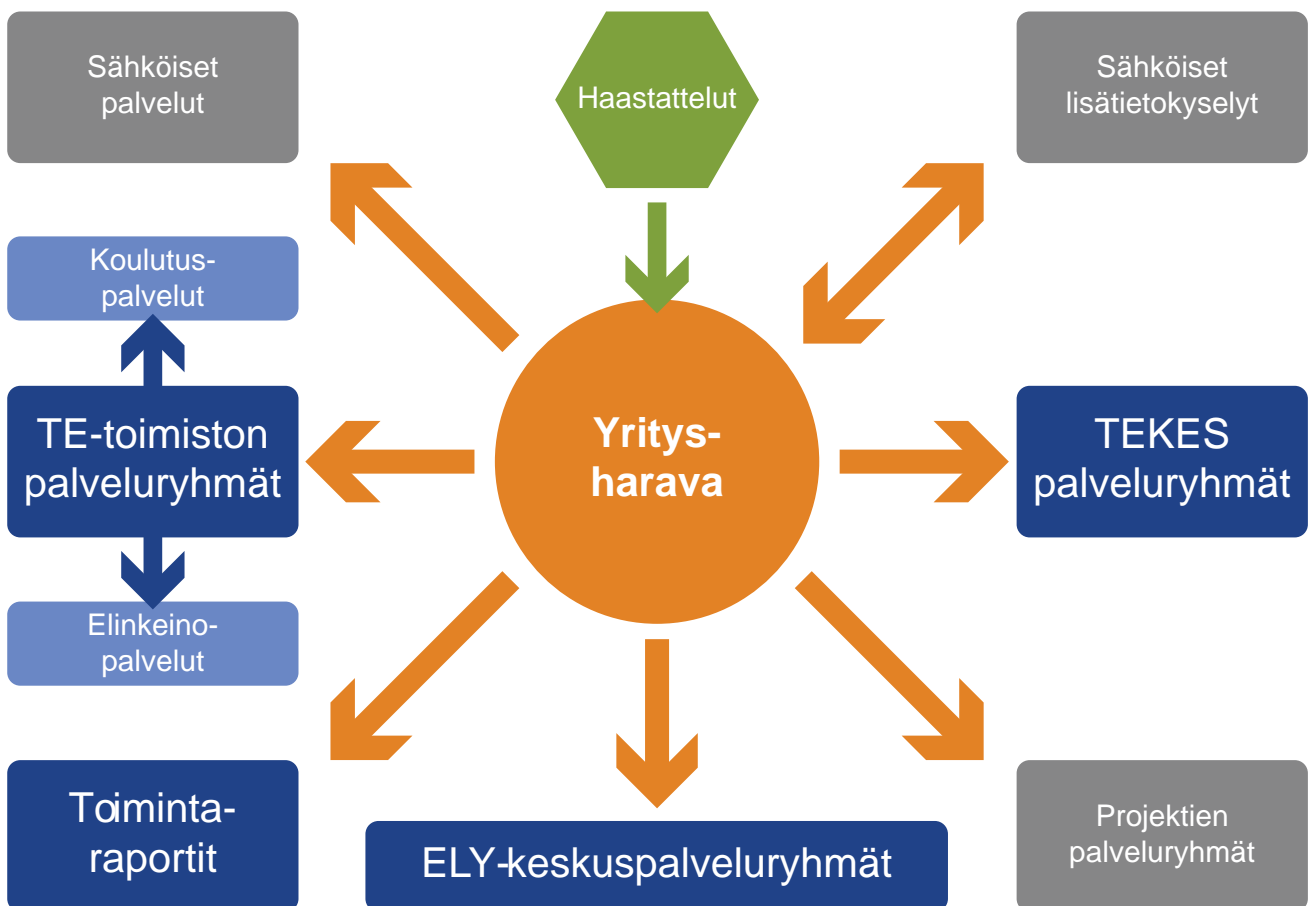 Sähköiset
palvelut
Haastattelut
Sähköiset
lisätietokyselyt
Koulutus-
palvelut
TE-toimiston
palveluryhmät
Yritys-
harava
TEKES
palveluryhmät
Elinkeino-
palvelut
Toiminta-
raportit
ELY-keskuspalveluryhmät
Projektien
palveluryhmät